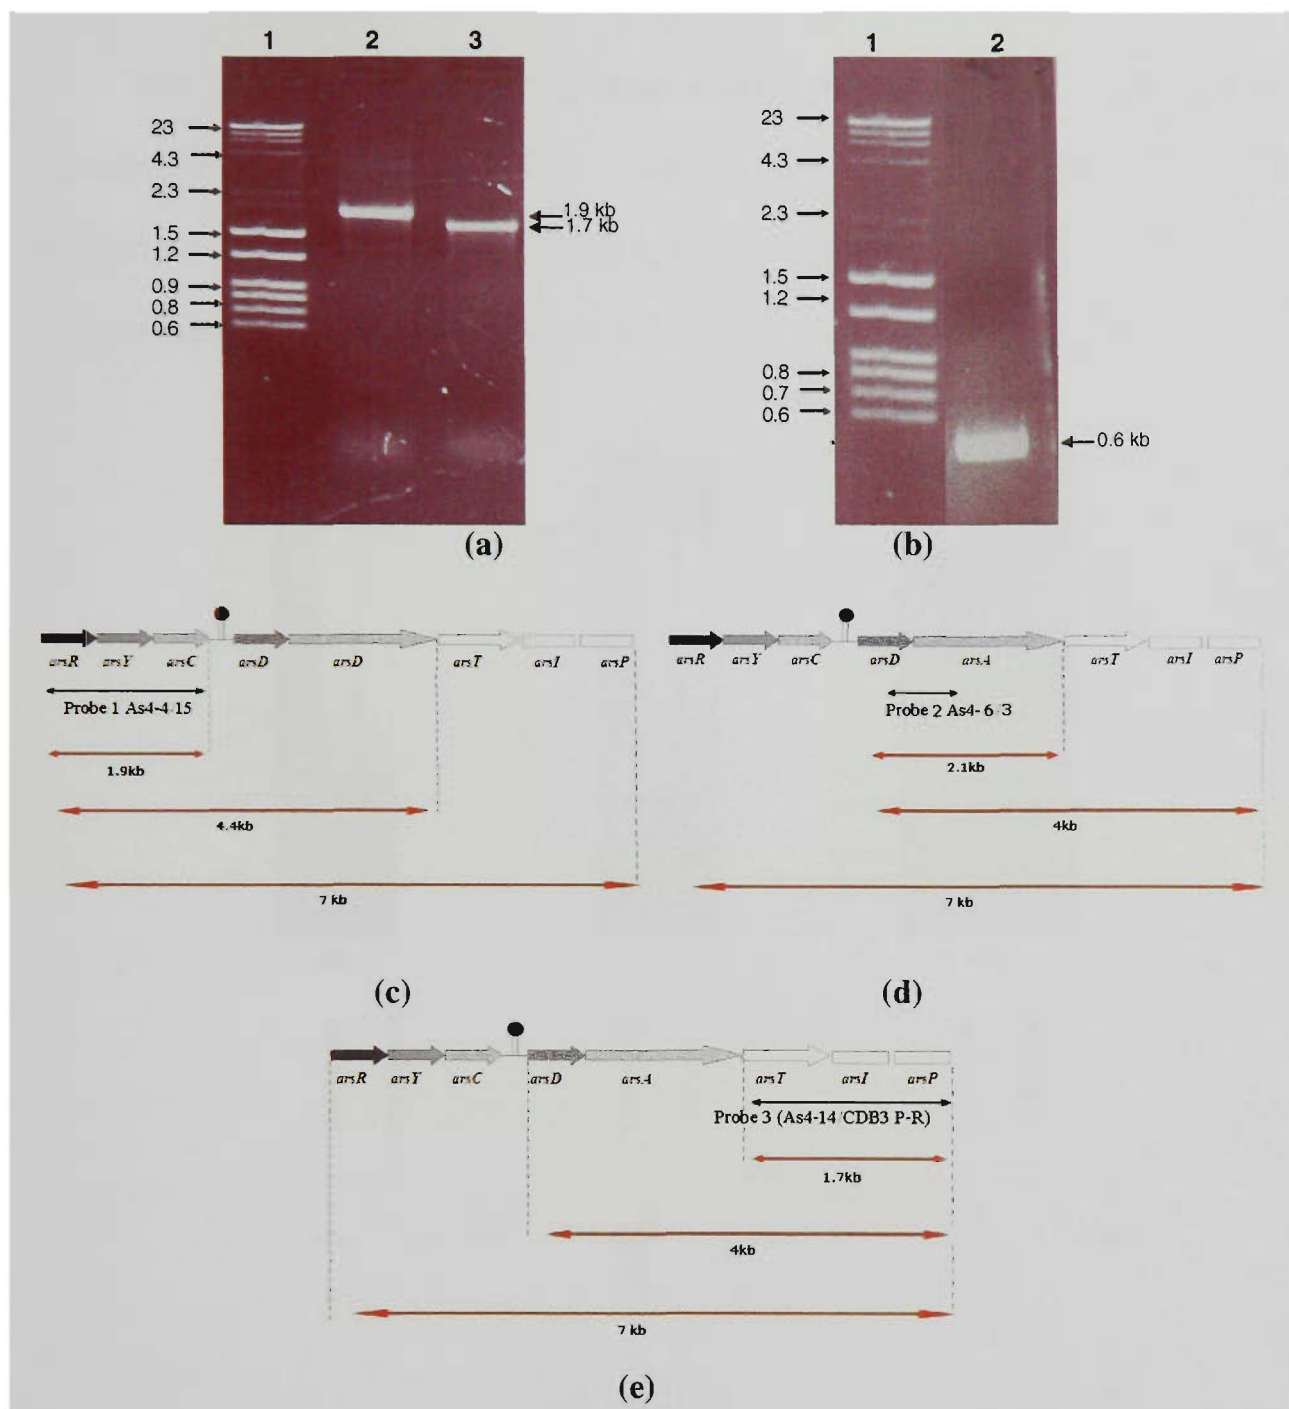 1 2 3
23
4.3
2.3
1.5
1.2
0.9
0.8
0.6
1.9 kb
1.7 kb
(a)
1 2
23
4.3
2.3
1.5
1.2
0.8
0.7
0.6
0.6 kb
(b)
arsR arsY arsC arsD arsD arsT arsI arsP
Probe 1 As4-4/15
1.9kb
4.4kb
7 kb
(c)
arsR arsY arsC arsD arsA arsT arsI arsP
Probe 2 As4-6/3
2.1kb
4kb
7 kb
(d)
arsR arsY arsC arsD arsA arsT arsI arsP
Probe 3 (As4-14/CDB3 P-R)
1.7kb
4kb
7 kb
(e)